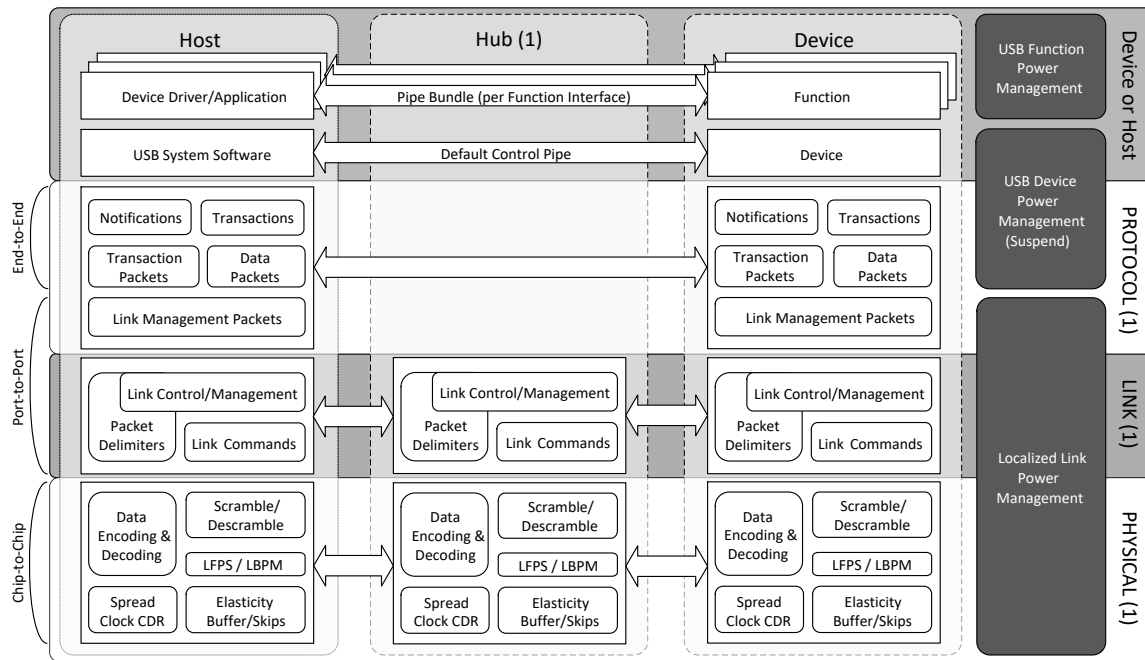 Host
Hub (1)
Device
Device or Host
USB Function
Power
Management
Device Driver/Application
Pipe Bundle (per Function Interface)
Function
USB System Software
Default Control Pipe
Device
USB Device
Power
Management
(Suspend)
End-to-End
PROTOCOL (1)
Notifications
Transactions
Notifications
Transactions
Transaction
Packets
Data
Packets
Transaction
Packets
Data
Packets
Link Management Packets
Link Management Packets
Port-to-Port
LINK (1)
Link Control/Management
Packet
Delimiters
Link Commands
Link Control/Management
Packet
Delimiters
Link Commands
Link Control/Management
Packet
Delimiters
Link Commands
Localized Link
Power
Management
Chip-to-Chip
PHYSICAL (1)
Data
Encoding &
Decoding
Scramble/
Descramble
LFPS / LBPM
Spread
Clock CDR
Elasticity
Buffer/Skips
Data
Encoding &
Decoding
Scramble/
Descramble
LFPS / LBPM
Spread
Clock CDR
Elasticity
Buffer/Skips
Data
Encoding &
Decoding
Scramble/
Descramble
LFPS / LBPM
Spread
Clock CDR
Elasticity
Buffer/Skips